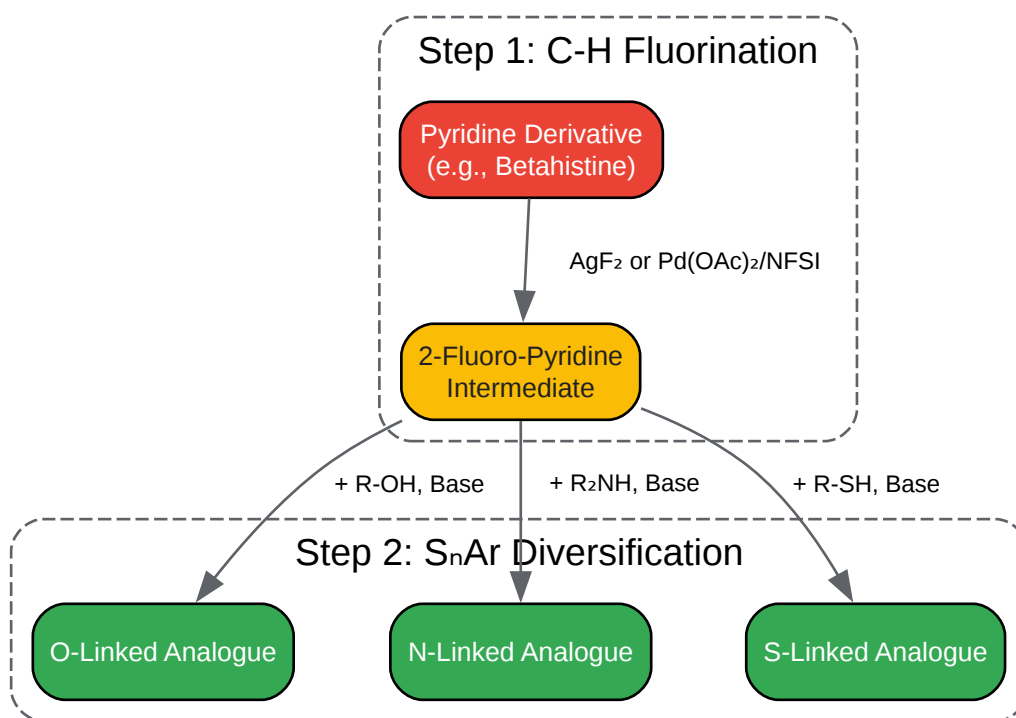 Step 1: C-H Fluorination
Pyridine Derivative
(e.g., Betahistine)
AgF₂ or Pd(OAc)₂/NFSI
2-Fluoro-Pyridine
Intermediate
+ R-OH, Base
+ R₂NH, Base
+ R-SH, Base
Step 2: SₙAr Diversification
O-Linked Analogue
N-Linked Analogue
S-Linked Analogue